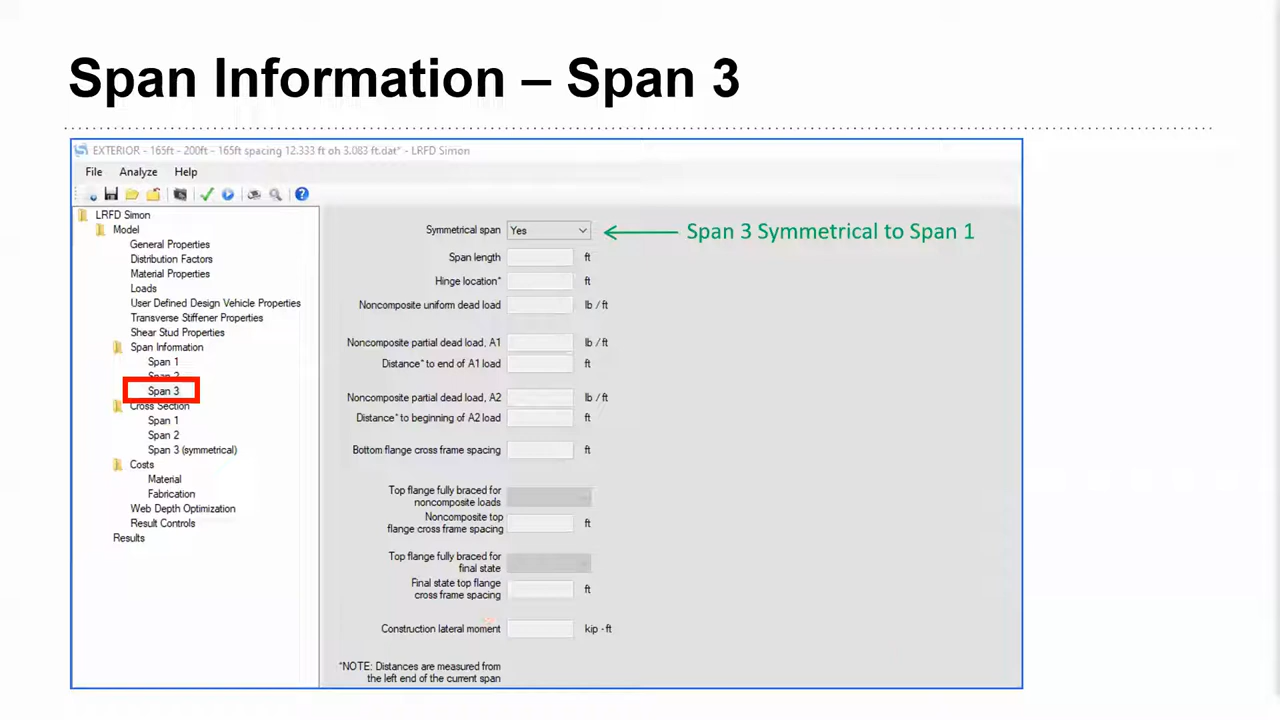 Span Information – Span 3
EXTERIOR - 165ft - 200ft - 165ft spacing 12.333 ft oh 3.083 ft.dat* - LRFD Simon
File Analyze Help
LRFD Simon
Model
General Properties
Distribution Factors
Material Properties
Loads
User Defined Design Vehicle Properties
Transverse Stiffener Properties
Shear Stud Properties
Span Information
Span 1
Span 2
Span 3
Cross Section
Span 1
Span 2
Span 3 (symmetrical)
Costs
Material
Fabrication
Web Depth Optimization
Result Controls
Results
Symmetrical span Yes
Span 3 Symmetrical to Span 1
Span length ft
Hinge location* ft
Noncomposite uniform dead load lb / ft
Noncomposite partial dead load, A1 lb / ft
Distance* to end of A1 load ft
Noncomposite partial dead load, A2 lb / ft
Distance* to beginning of A2 load ft
Bottom flange cross frame spacing ft
Top flange fully braced for
noncomposite loads
Noncomposite top
flange cross frame spacing ft
Top flange fully braced for
final state
Final state top flange
cross frame spacing ft
Construction lateral moment kip - ft
*NOTE: Distances are measured from
the left end of the current span